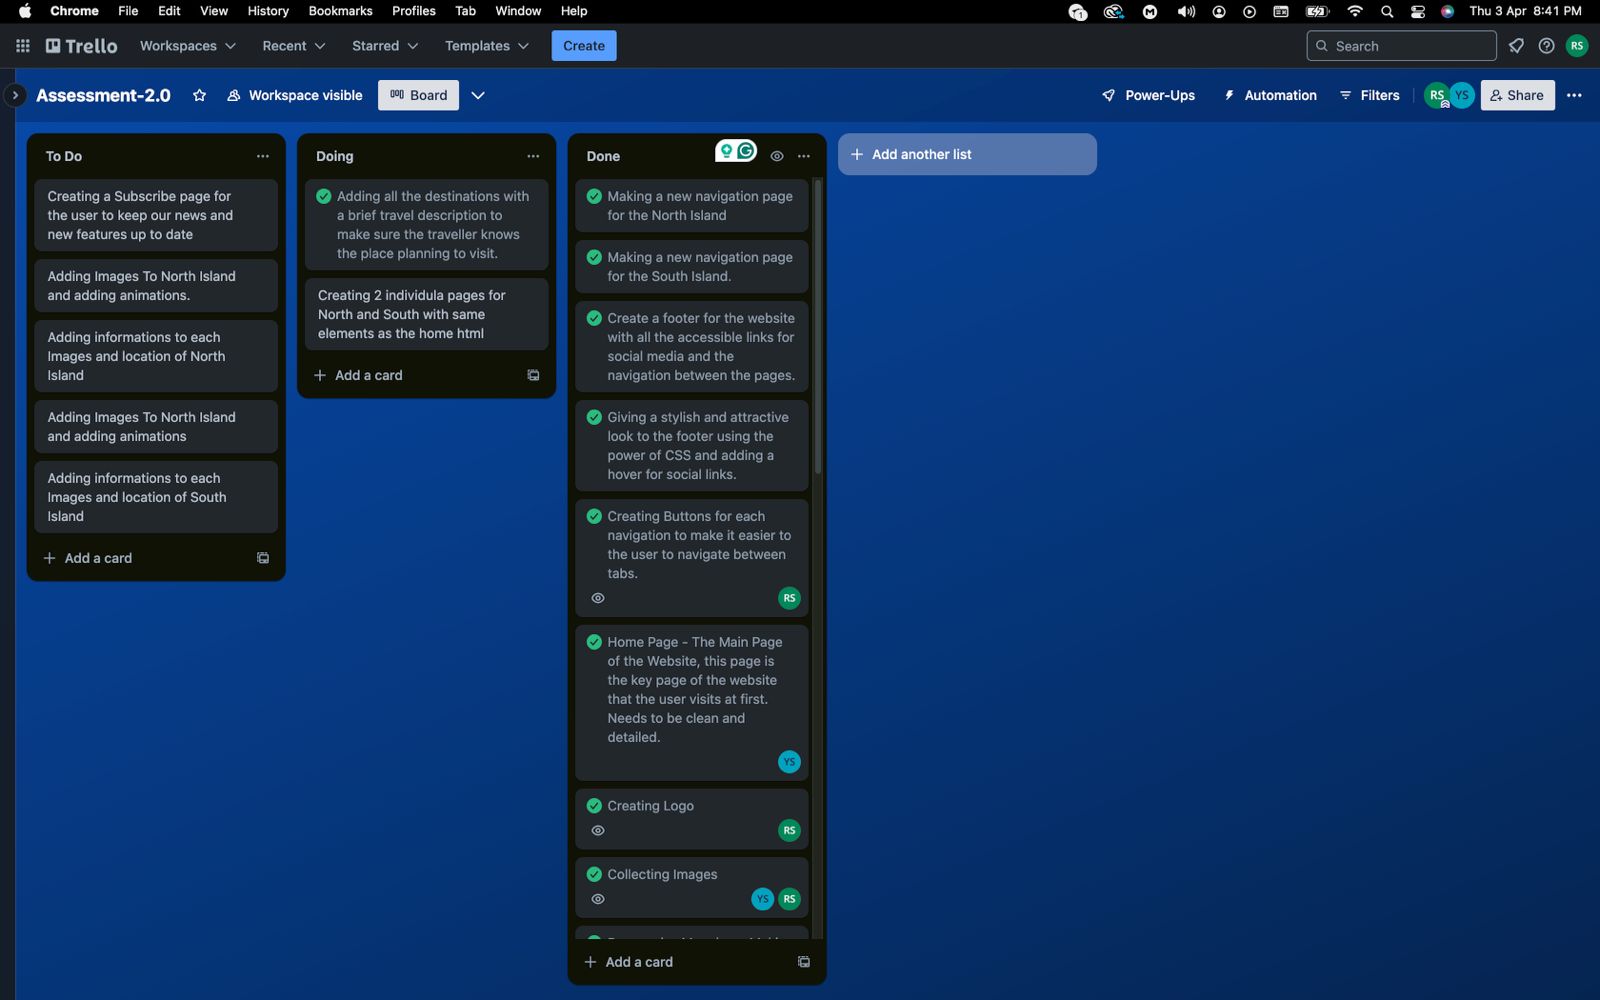 Chrome File Edit View History Bookmarks Profiles Tab Window Help 1 Thu 3 Apr 8:41 PM
Trello Workspaces Recent Starred Templates Create Search RS
Assessment-2.0 Workspace visible Board Power-Ups Automation Filters RS YS Share
To Do
Creating a Subscribe page for
the user to keep our news and
new features up to date
Adding Images To North Island
and adding animations.
Adding informations to each
Images and location of North
Island
Adding Images To North Island
and adding animations
Adding informations to each
Images and location of South
Island
Add a card
Doing
Adding all the destinations with
a brief travel description to
make sure the traveller knows
the place planning to visit.
Creating 2 individula pages for
North and South with same
elements as the home html
Add a card
Done
Making a new navigation page
for the North Island
Making a new navigation page
for the South Island.
Create a footer for the website
with all the accessible links for
social media and the
navigation between the pages.
Giving a stylish and attractive
look to the footer using the
power of CSS and adding a
hover for social links.
Creating Buttons for each
navigation to make it easier to
the user to navigate between
tabs.
RS
Home Page - The Main Page
of the Website, this page is
the key page of the website
that the user visits at first.
Needs to be clean and
detailed.
YS
Creating Logo
RS
Collecting Images
YS RS
Add a card
Add another list